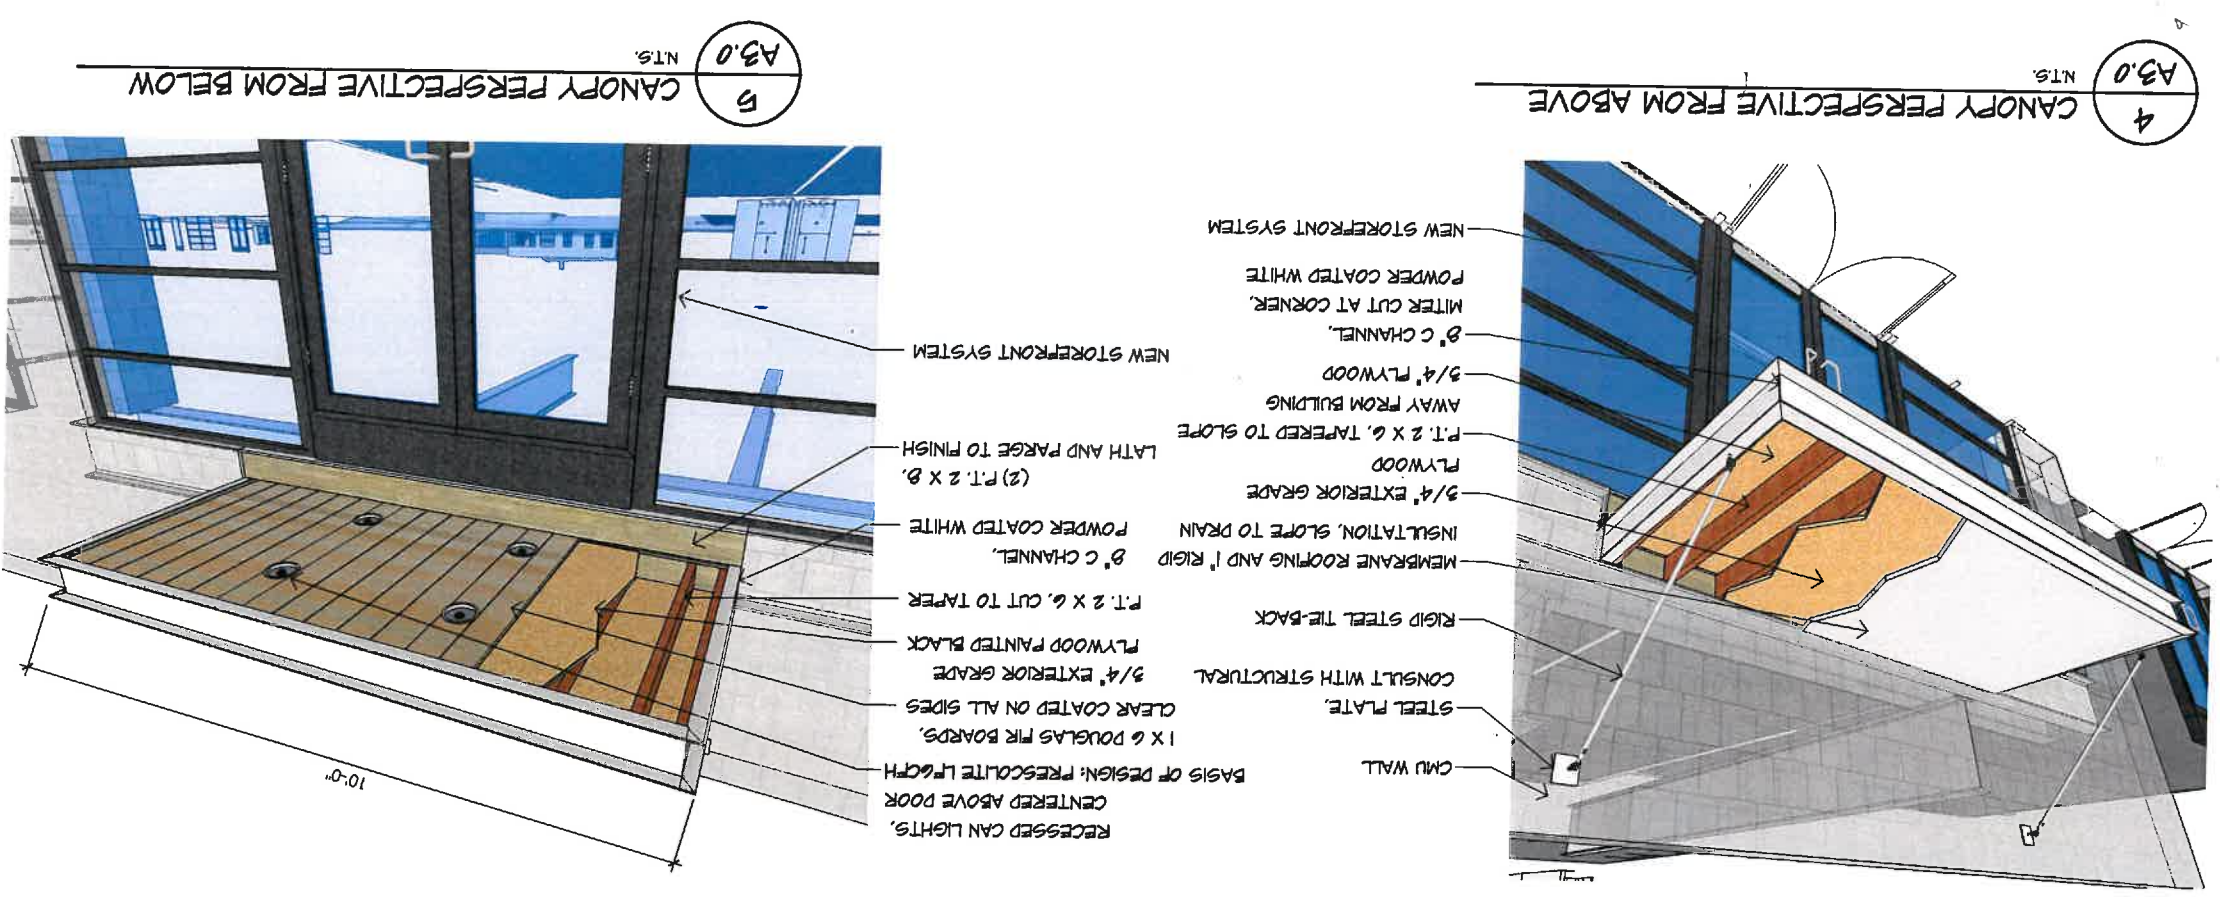 CMU WALL
STEEL PLATE,
CONSULT WITH STRUCTURAL
RIGID STEEL TIE-BACK
MEMBRANE ROOFING AND 1" RIGID
INSULTATION, SLOPE TO DRAIN
3/4" EXTERIOR GRADE
PLYWOOD
P.T. 2 X 6, TAPERED TO SLOPE
AWAY FROM BUILDING
3/4" PLYWOOD
8" C CHANNEL,
MITER CUT AT CORNER,
POWDER COATED WHITE
NEW STOREFRONT SYSTEM
4
A3.0
CANOPY PERSPECTIVE FROM ABOVE
N.T.S.
RECESSED CAN LIGHTS,
CENTERED ABOVE DOOR
BASIS OF DESIGN: PRESCOLITE LF6CFH
1 X 6 DOUGLAS FIR BOARDS,
CLEAR COATED ON ALL SIDES
3/4" EXTERIOR GRADE
PLYWOOD PAINTED BLACK
P.T. 2 X 6, CUT TO TAPER
8" C CHANNEL,
POWDER COATED WHITE
(2) P.T. 2 X 8,
LATH AND PARGE TO FINISH
NEW STOREFRONT SYSTEM
10'-0"
5
A3.0
CANOPY PERSPECTIVE FROM BELOW
N.T.S.